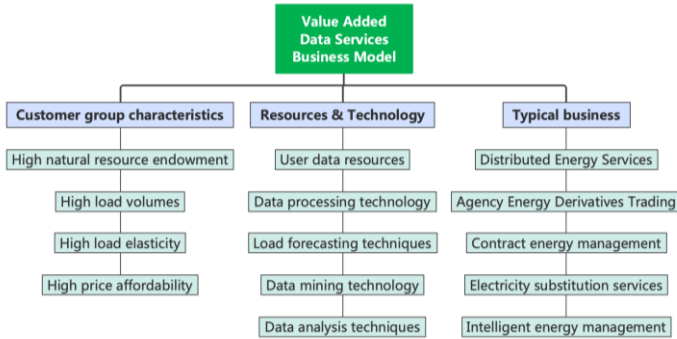 Value Added
Data Services
Business Model
Customer group characteristics
High natural resource endowment
High load volumes
High load elasticity
High price affordability
Resources & Technology
User data resources
Data processing technology
Load forecasting techniques
Data mining technology
Data analysis techniques
Typical business
Distributed Energy Services
Agency Energy Derivatives Trading
Contract energy management
Electricity substitution services
Intelligent energy management